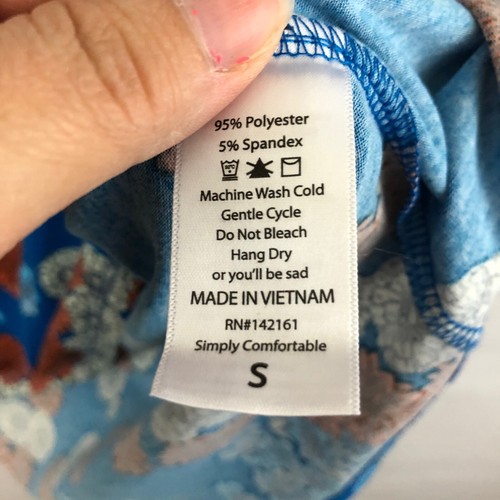 95% Polyester
5% Spandex
Machine Wash Cold
Gentle Cycle
Do Not Bleach
Hang Dry
or you'll be sad
MADE IN VIETNAM
RN#142161
Simply Comfortable
S